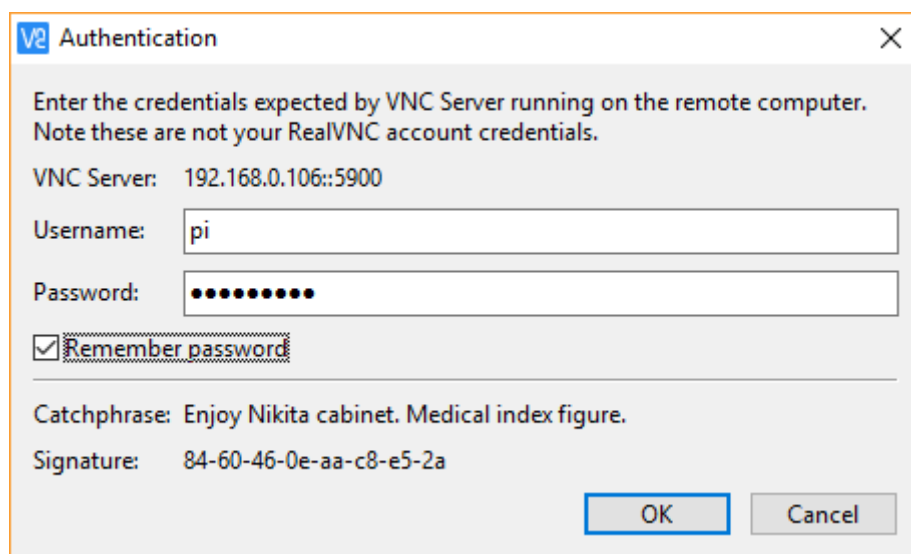 V2 Authentication
Enter the credentials expected by VNC Server running on the remote computer.
Note these are not your RealVNC account credentials.
VNC Server: 192.168.0.106::5900
Username: pi
Password: ●●●●●●●●●
Remember password
Catchphrase: Enjoy Nikita cabinet. Medical index figure.
Signature: 84-60-46-0e-aa-c8-e5-2a
OK Cancel